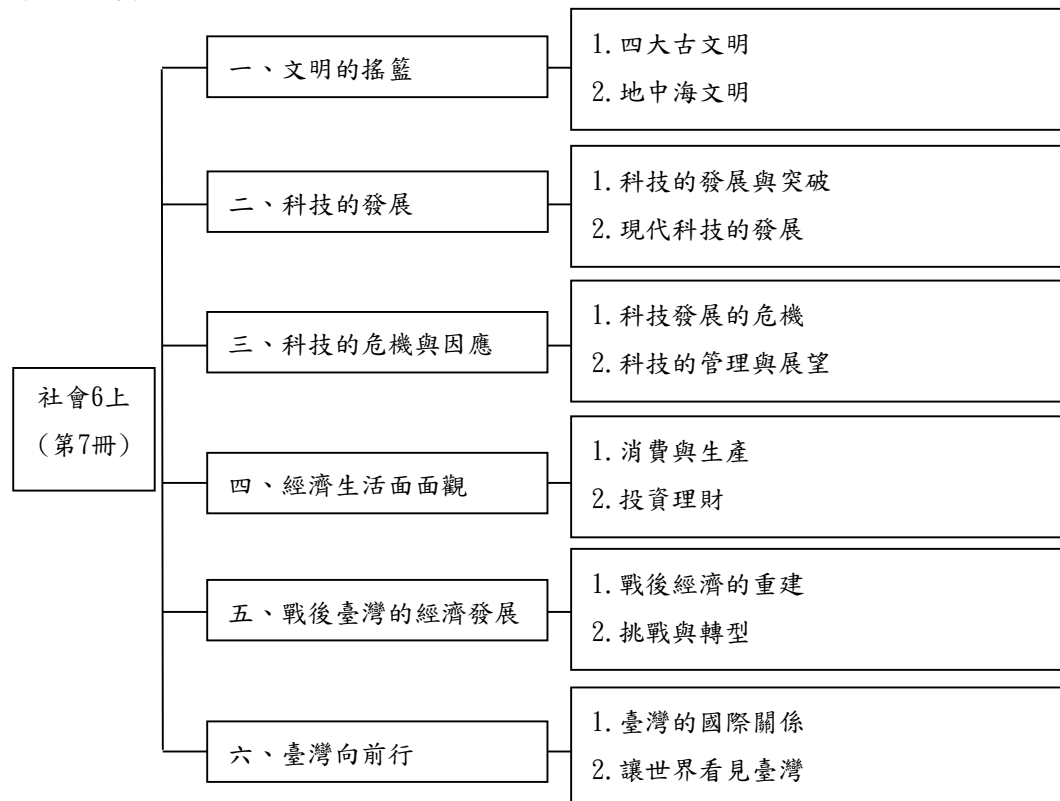 社會6上
（第7冊）
一、文明的搖籃
1.四大古文明
2.地中海文明
二、科技的發展
1.科技的發展與突破
2.現代科技的發展
三、科技的危機與因應
1.科技發展的危機
2.科技的管理與展望
四、經濟生活面面觀
1.消費與生產
2.投資理財
五、戰後臺灣的經濟發展
1.戰後經濟的重建
2.挑戰與轉型
六、臺灣向前行
1.臺灣的國際關係
2.讓世界看見臺灣